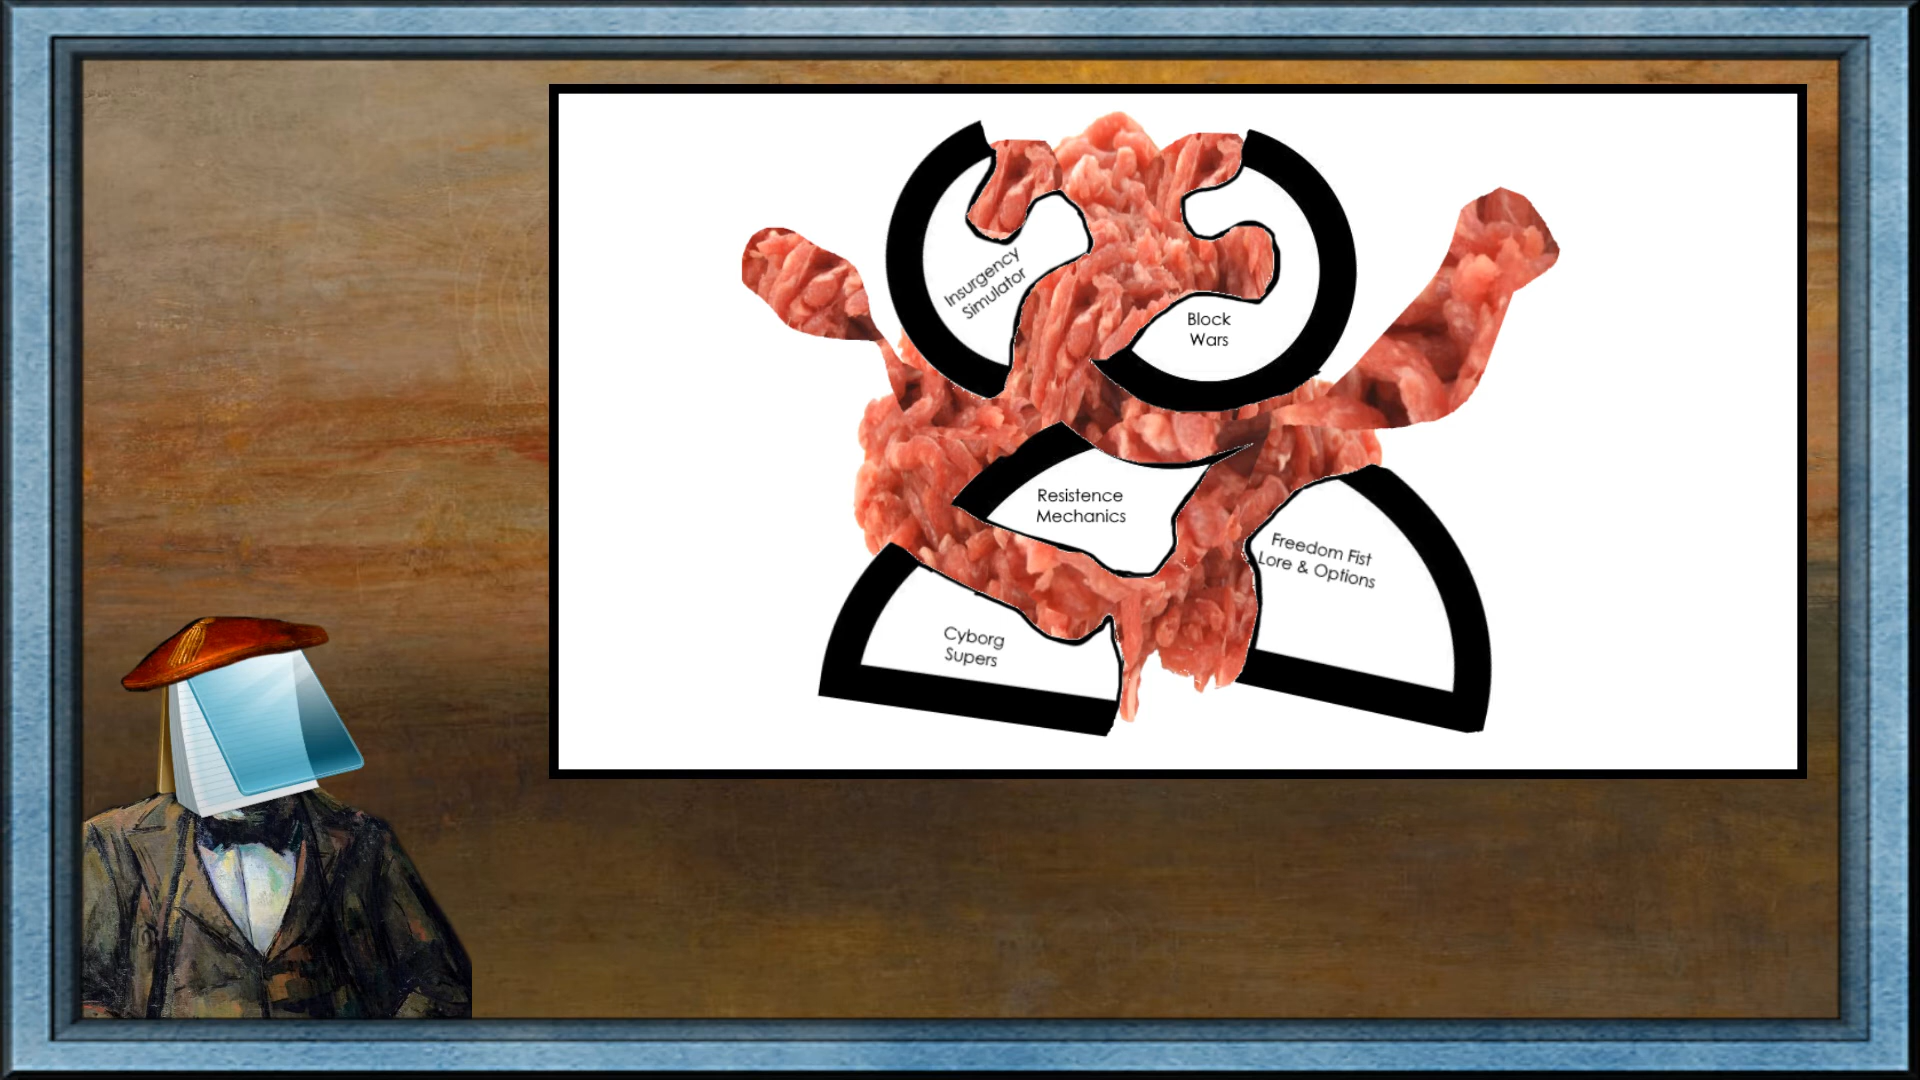 Insurgency
Simulator
Block
Wars
Resistence
Mechanics
Freedom Fist
Lore & Options
Cyborg
Supers